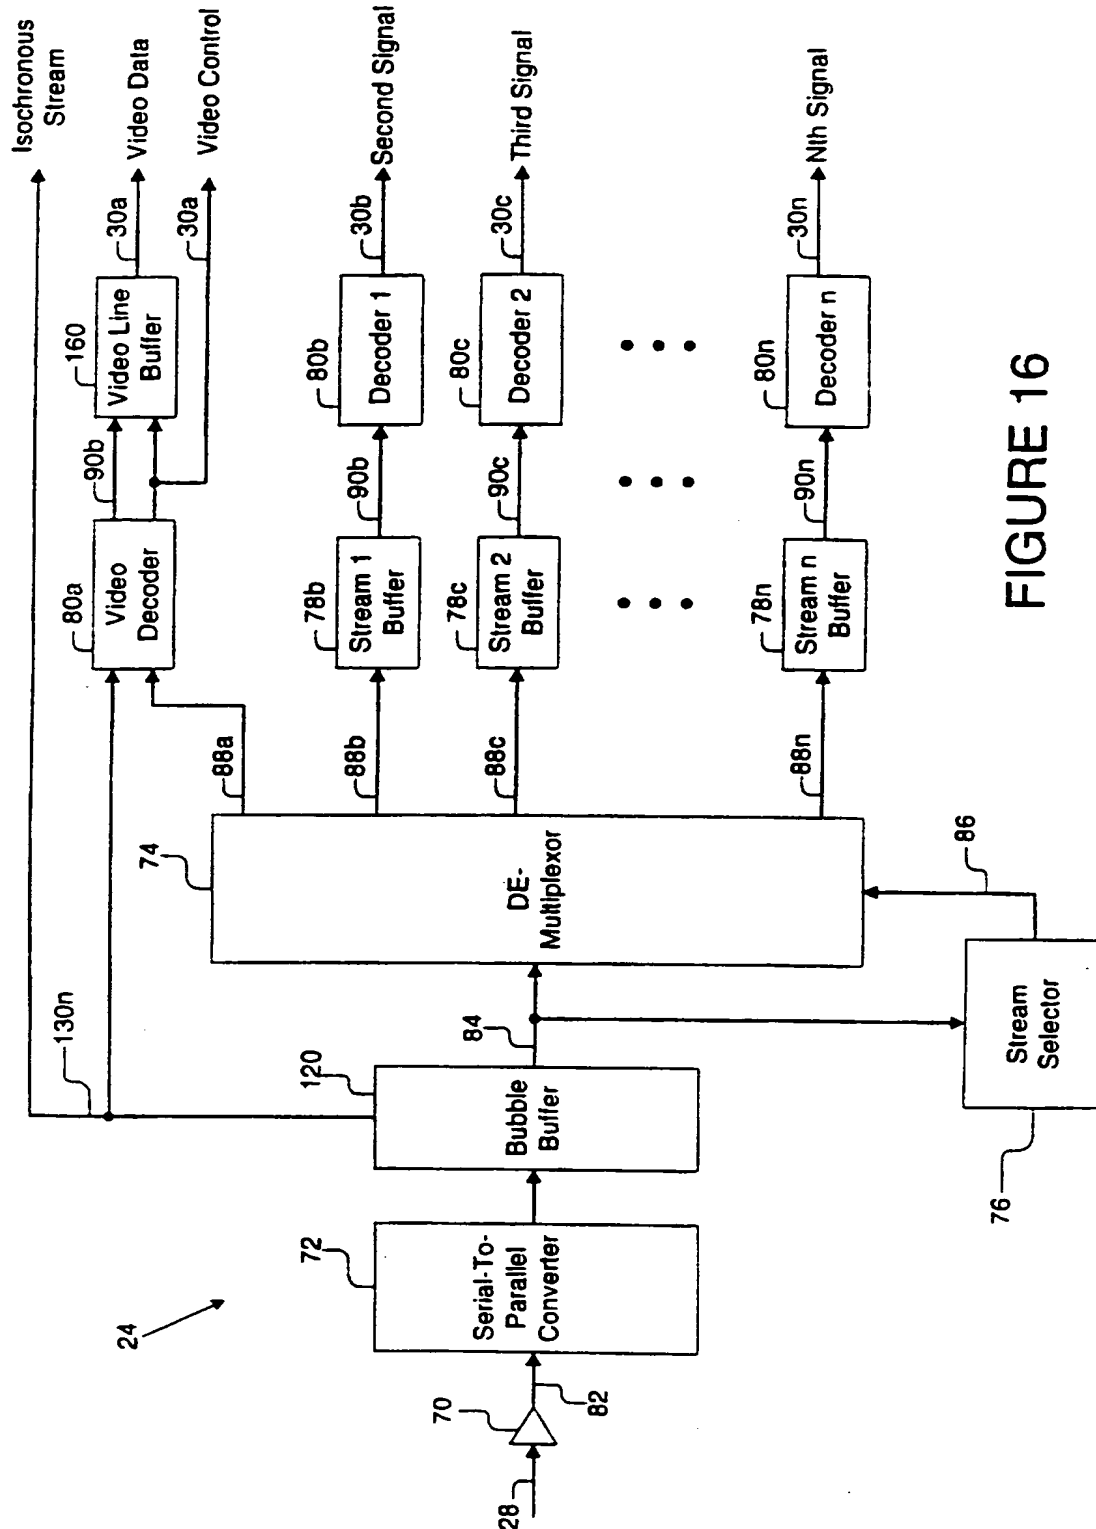 Isochronous
Stream
Video Data
Video Control
30a
30a
160
Video Line
Buffer
90b
80a
Video
Decoder
130n
88a
Second Signal
30b
80b
Decoder 1
90b
78b
Stream 1
Buffer
88b
Third Signal
30c
80c
Decoder 2
90c
78c
Stream 2
Buffer
88c
Nth Signal
30n
80n
Decoder n
90n
78n
Stream n
Buffer
88n
74
DE-
Multiplexor
86
84
120
Bubble
Buffer
Stream
Selector
76
72
Serial-To-
Parallel
Converter
24
70
82
28
FIGURE 16